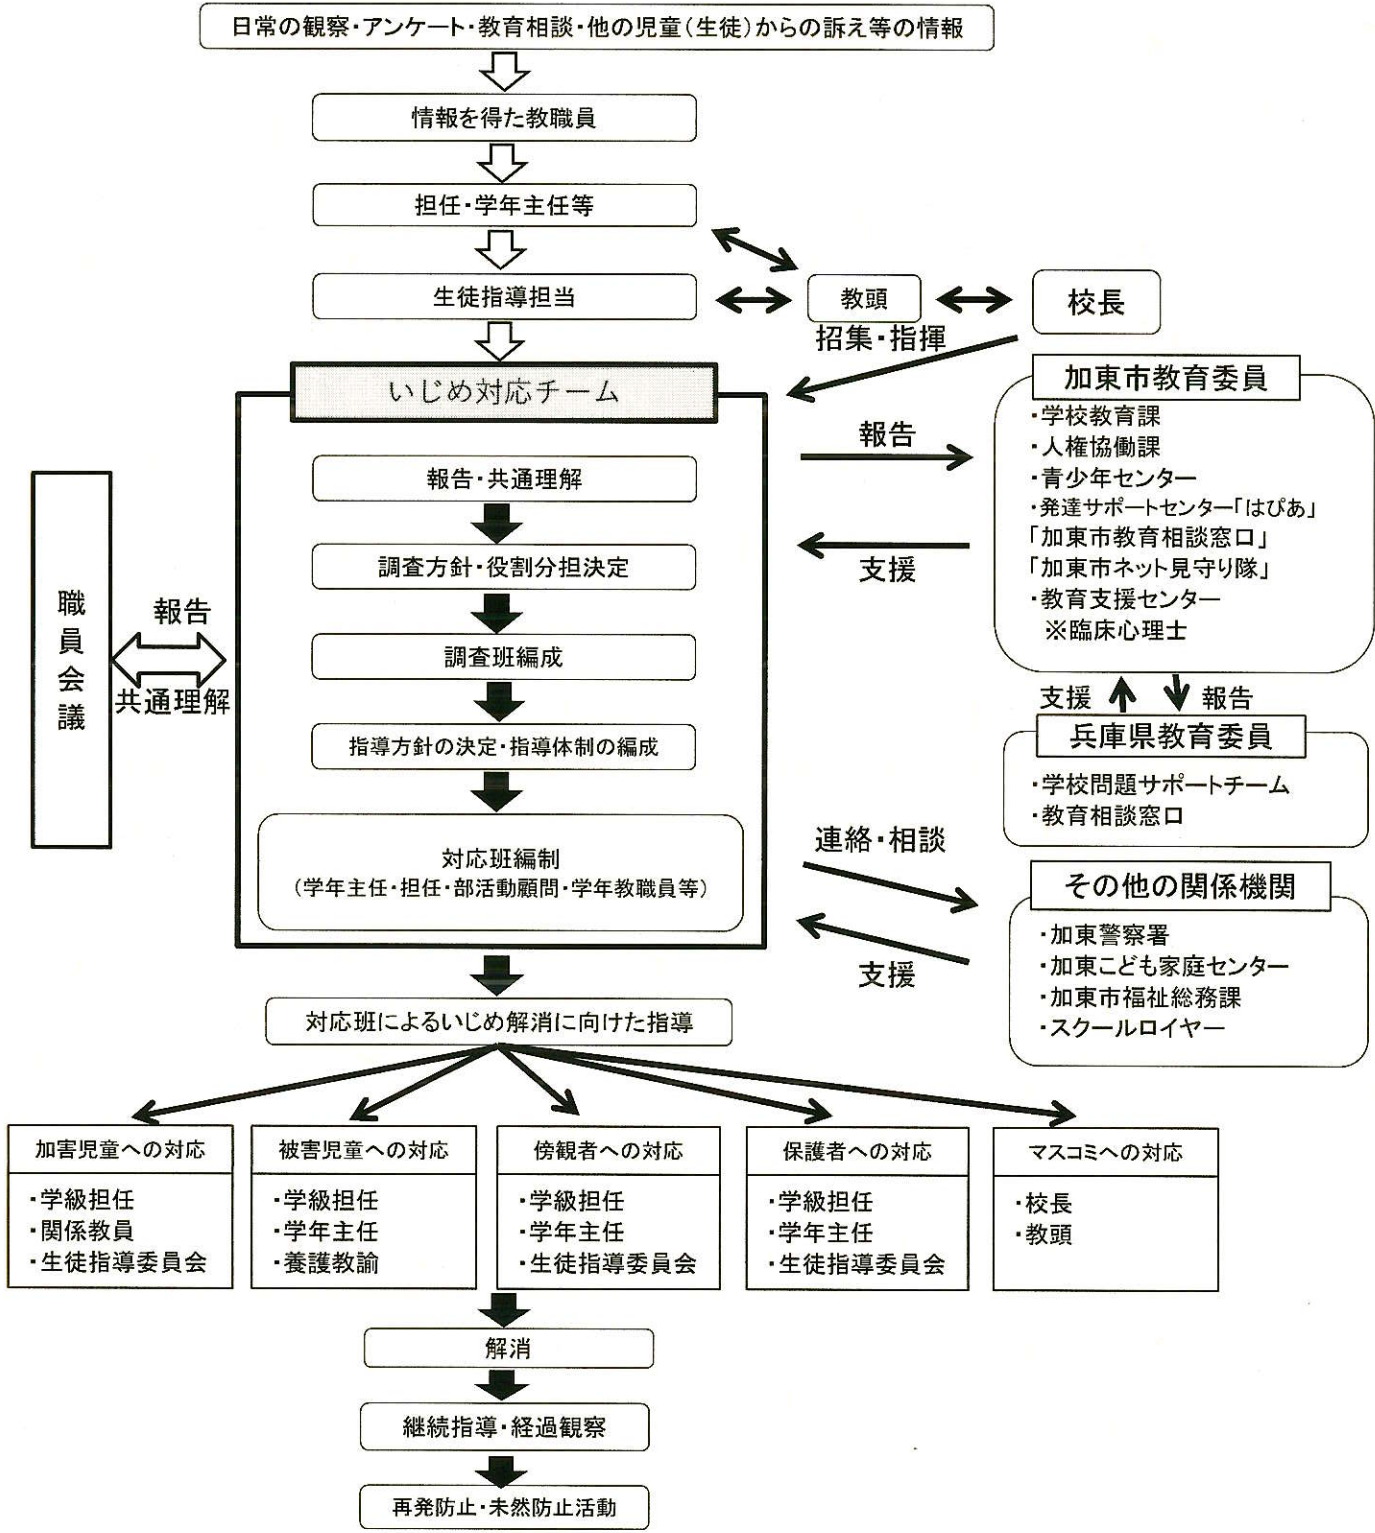 日常の観察・アンケート・教育相談・他の児童(生徒)からの訴え等の情報
情報を得た教職員
担任・学年主任等
生徒指導担当
教頭
校長
招集・指揮
いじめ対応チーム
報告・共通理解
調査方針・役割分担決定
調査班編成
指導方針の決定・指導体制の編成
対応班編制
(学年主任・担任・部活動顧問・学年教職員等)
職員会議
報告
共通理解
報告
支援
加東市教育委員
・学校教育課
・人権協働課
・青少年センター
・発達サポートセンター「はぴあ」
「加東市教育相談窓口」
「加東市ネット見守り隊」
・教育支援センター
※臨床心理士
支援
報告
兵庫県教育委員
・学校問題サポートチーム
・教育相談窓口
連絡・相談
支援
その他の関係機関
・加東警察署
・加東こども家庭センター
・加東市福祉総務課
・スクールロイヤー
対応班によるいじめ解消に向けた指導
加害児童への対応
・学級担任
・関係教員
・生徒指導委員会
被害児童への対応
・学級担任
・学年主任
・養護教諭
傍観者への対応
・学級担任
・学年主任
・生徒指導委員会
保護者への対応
・学級担任
・学年主任
・生徒指導委員会
マスコミへの対応
・校長
・教頭
解消
継続指導・経過観察
再発防止・未然防止活動